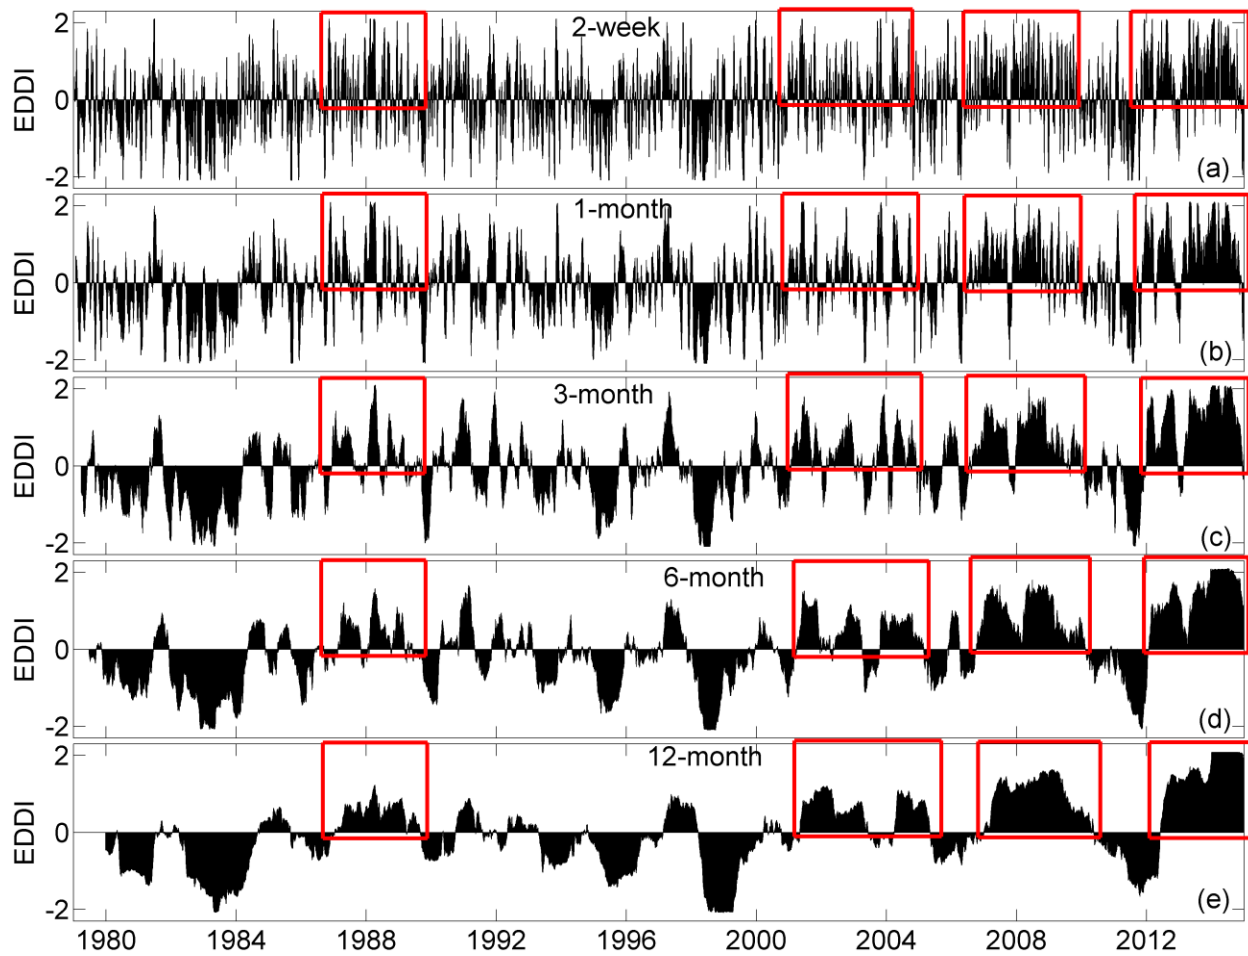 2-week
2
0
-2
EDDI
(a)
1-month
2
0
-2
EDDI
(b)
3-month
2
0
-2
EDDI
(c)
6-month
2
0
-2
EDDI
(d)
12-month
2
0
-2
EDDI
(e)
1980 1984 1988 1992 1996 2000 2004 2008 2012